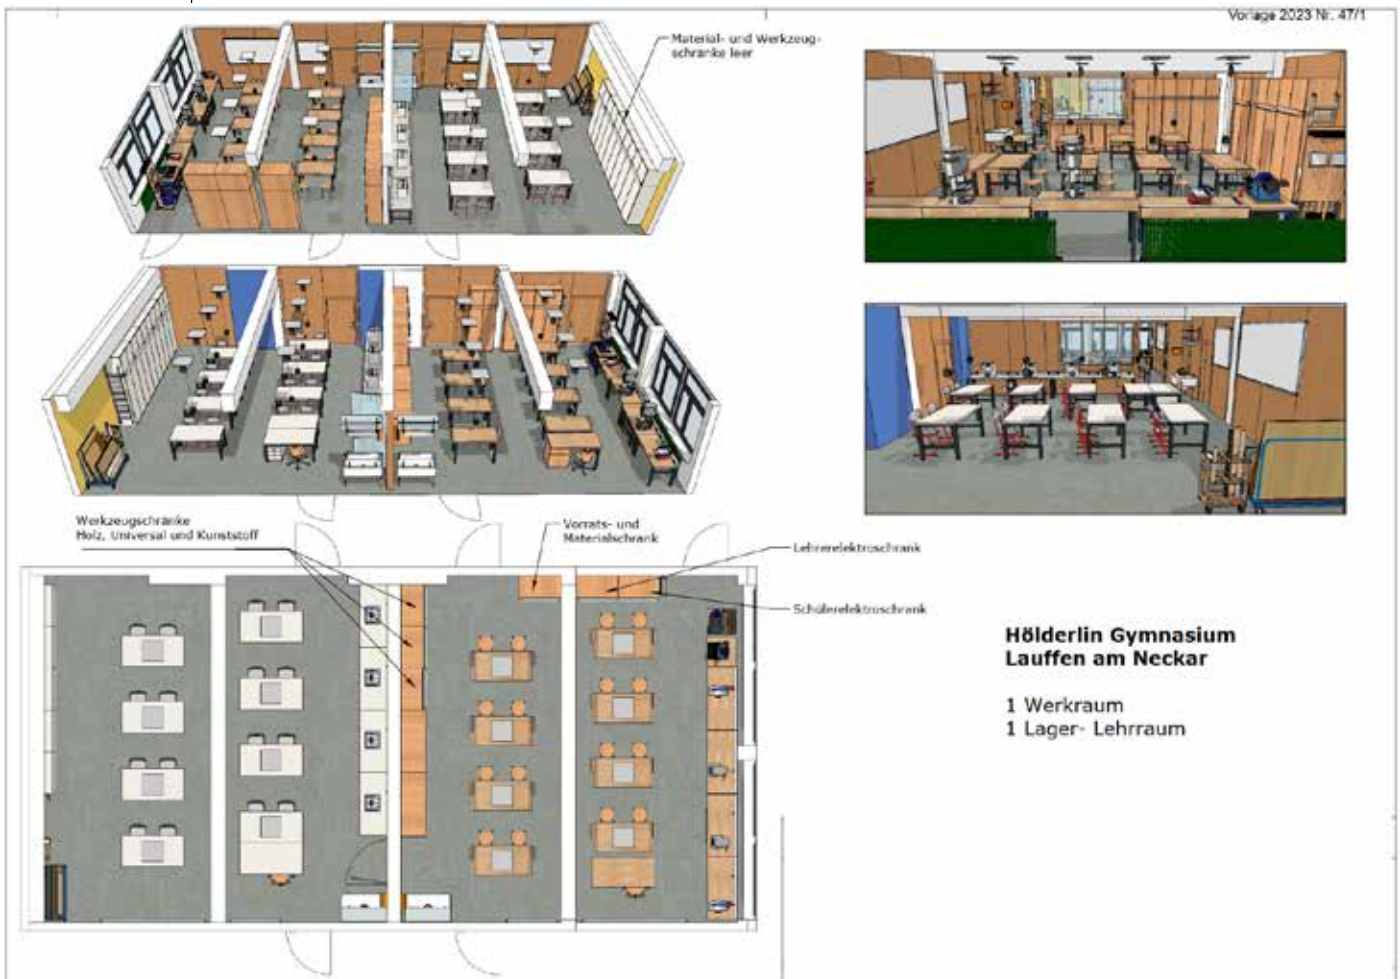 Vorlage 2023 Nr. 47/1
Material- und Werkzeug-
schränke leer
Werkzeugschränke
Holz, Universal und Kunststoff
Vorrats- und
Materialschrank
Lehrerelektroschrank
Schülerelektroschrank
Hölderlin Gymnasium
Lauffen am Neckar
1 Werkraum
1 Lager- Lehrraum